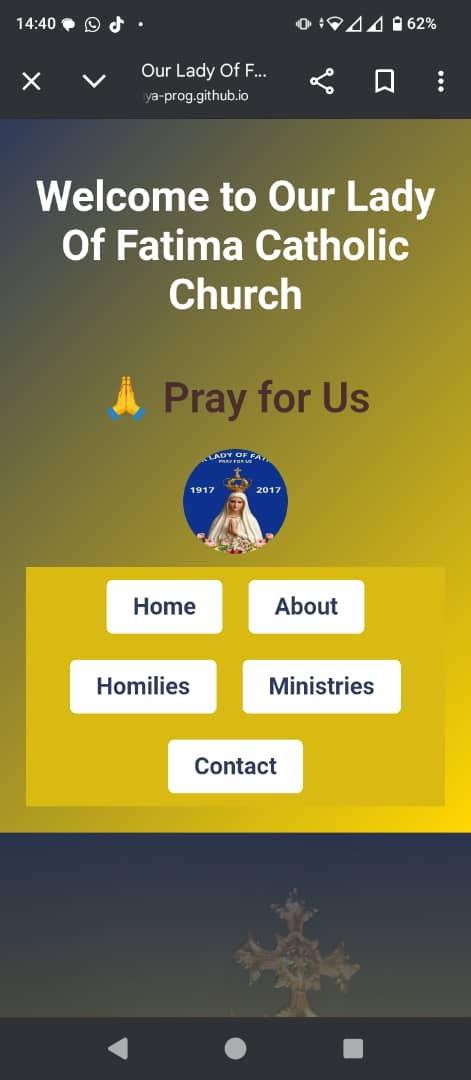 14:40
62%
Our Lady Of F...
ya-prog.github.io
Welcome to Our Lady
Of Fatima Catholic
Church
🙏 Pray for Us
LADY OF FAT
PRAY FOR US
1917 2017
Home About
Homilies Ministries
Contact